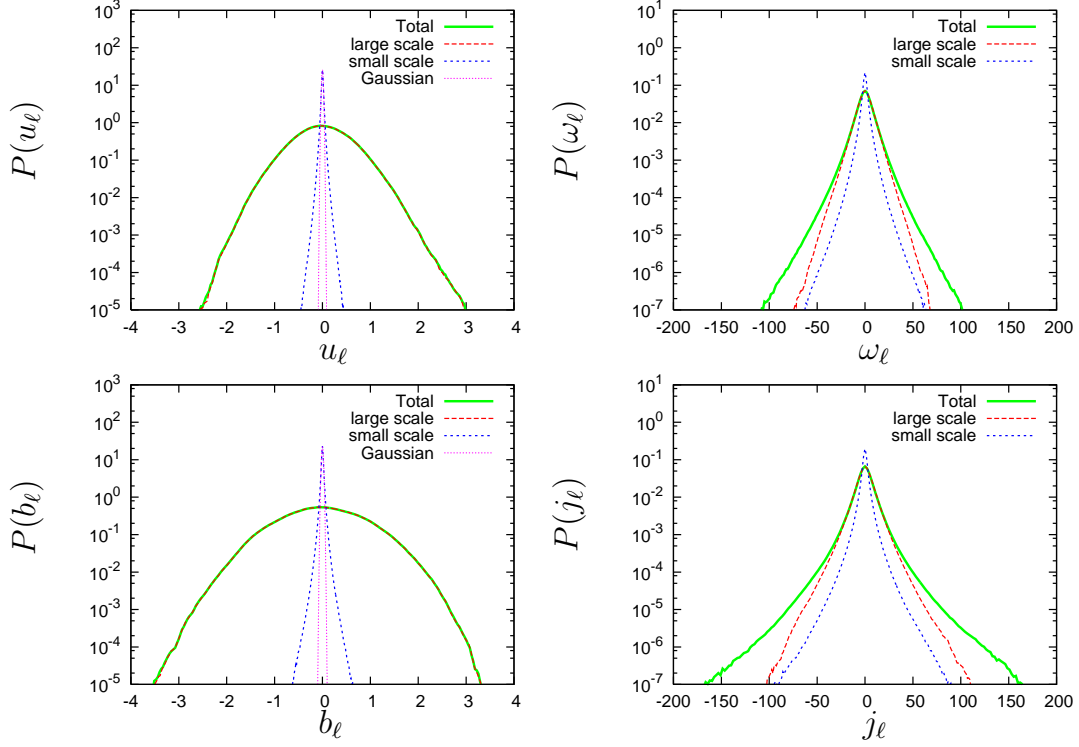 P(u_ℓ)
10^3
10^2
10^1
10^0
10^-1
10^-2
10^-3
10^-4
10^-5
Total
large scale
small scale
Gaussian
-4 -3 -2 -1 0 1 2 3 4
u_ℓ
P(ω_ℓ)
10^1
10^0
10^-1
10^-2
10^-3
10^-4
10^-5
10^-6
10^-7
Total
large scale
small scale
-200 -150 -100 -50 0 50 100 150 200
ω_ℓ
P(b_ℓ)
10^3
10^2
10^1
10^0
10^-1
10^-2
10^-3
10^-4
10^-5
Total
large scale
small scale
Gaussian
-4 -3 -2 -1 0 1 2 3 4
b_ℓ
P(j_ℓ)
10^1
10^0
10^-1
10^-2
10^-3
10^-4
10^-5
10^-6
10^-7
Total
large scale
small scale
-200 -150 -100 -50 0 50 100 150 200
j_ℓ